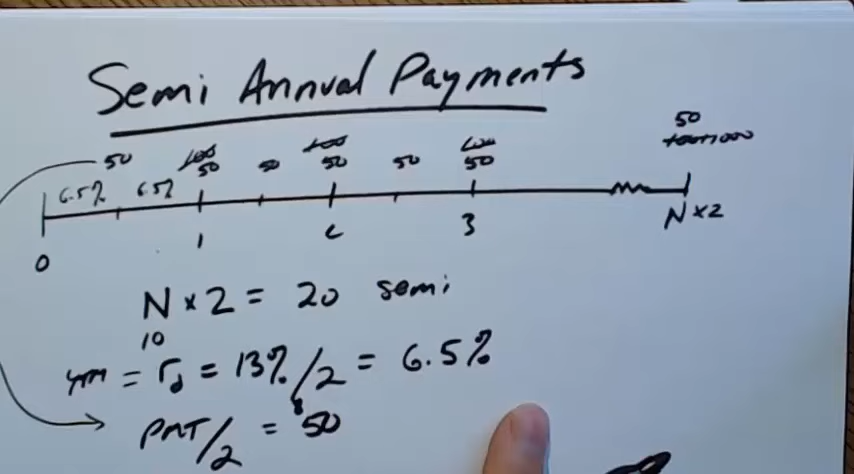 Semi Annual Payments
50 100 50 50 100 50 50 100 50 50
6.5% 6.5%
0 1 2 3 N×2
N × 2 = 20 semi
10
YTM = rd = 13%/2 = 6.5%
PMT/2 = $50